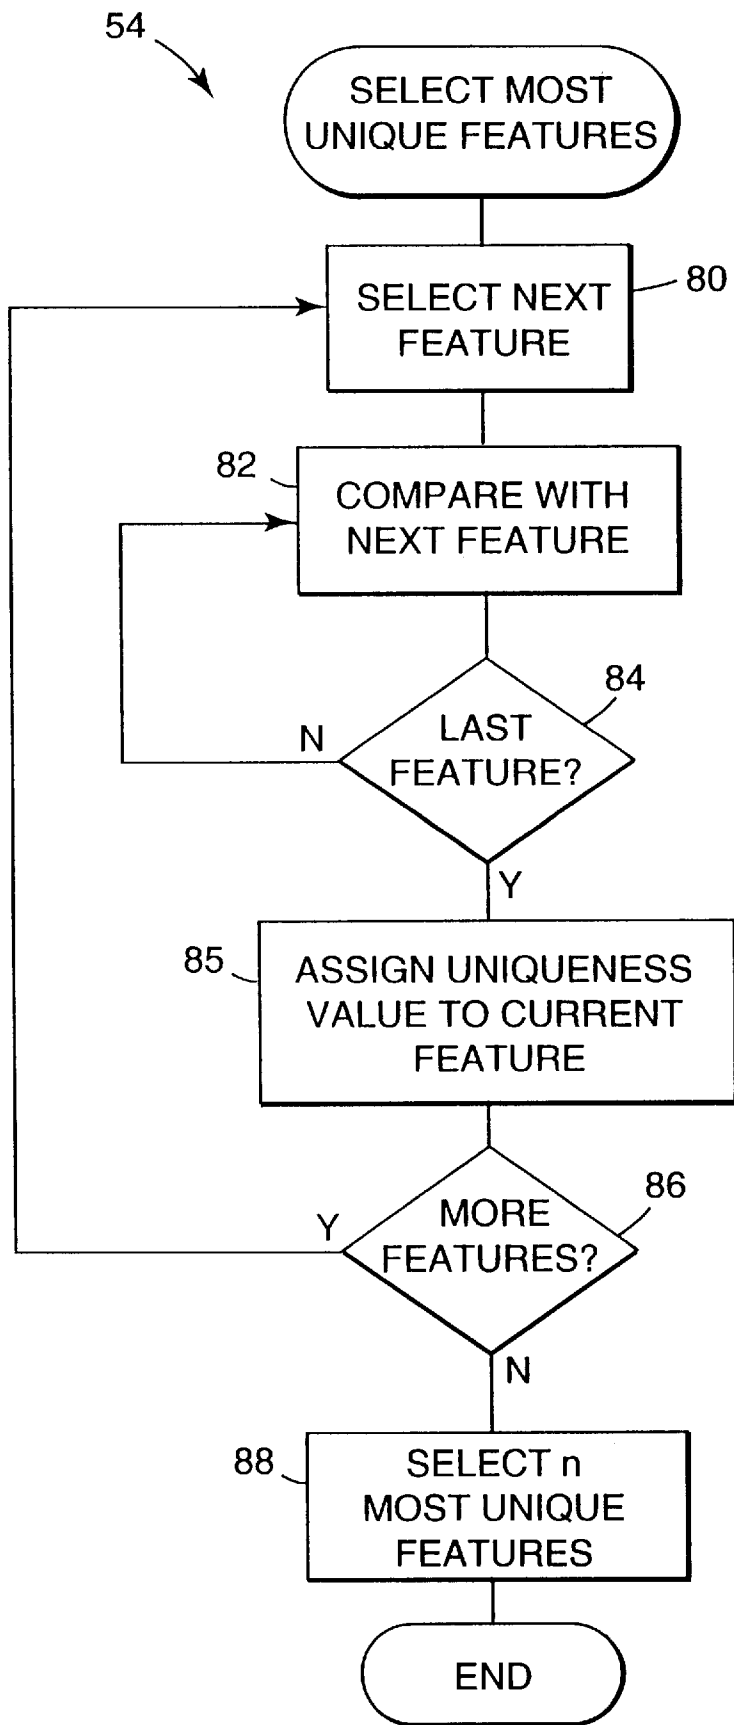 54
SELECT MOST
UNIQUE FEATURES
SELECT NEXT
FEATURE
80
82
COMPARE WITH
NEXT FEATURE
84
LAST
FEATURE?
N
Y
85
ASSIGN UNIQUENESS
VALUE TO CURRENT
FEATURE
86
MORE
FEATURES?
Y
N
88
SELECT n
MOST UNIQUE
FEATURES
END